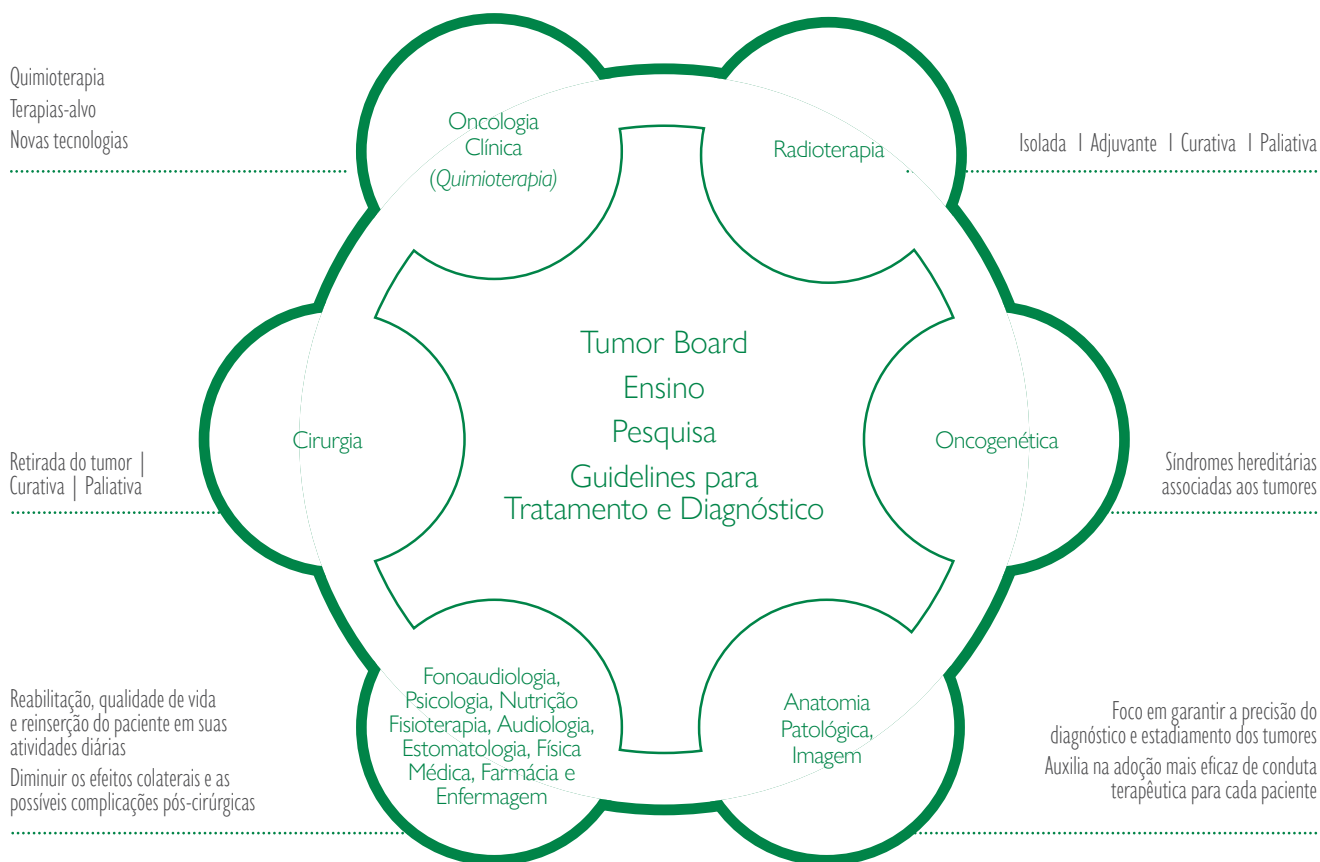 Quimioterapia
Terapias-alvo
Novas tecnologias
Oncologia
Clínica
(Quimioterapia)
Radioterapia
Isolada I Adjuvante I Curativa I Paliativa
Tumor Board
Ensino
Pesquisa
Guidelines para
Tratamento e Diagnóstico
Cirurgia
Retirada do tumor |
Curativa | Paliativa
Oncogenética
Síndromes hereditárias
associadas aos tumores
Fonoaudiologia,
Psicologia, Nutrição
Fisioterapia, Audiologia,
Estomatologia, Física
Médica, Farmácia e
Enfermagem
Reabilitação, qualidade de vida
e reinserção do paciente em suas
atividades diárias
Diminuir os efeitos colaterais e as
possíveis complicações pós-cirúrgicas
Anatomia
Patológica,
Imagem
Foco em garantir a precisão do
diagnóstico e estadiamento dos tumores
Auxilia na adoção mais eficaz de conduta
terapêutica para cada paciente